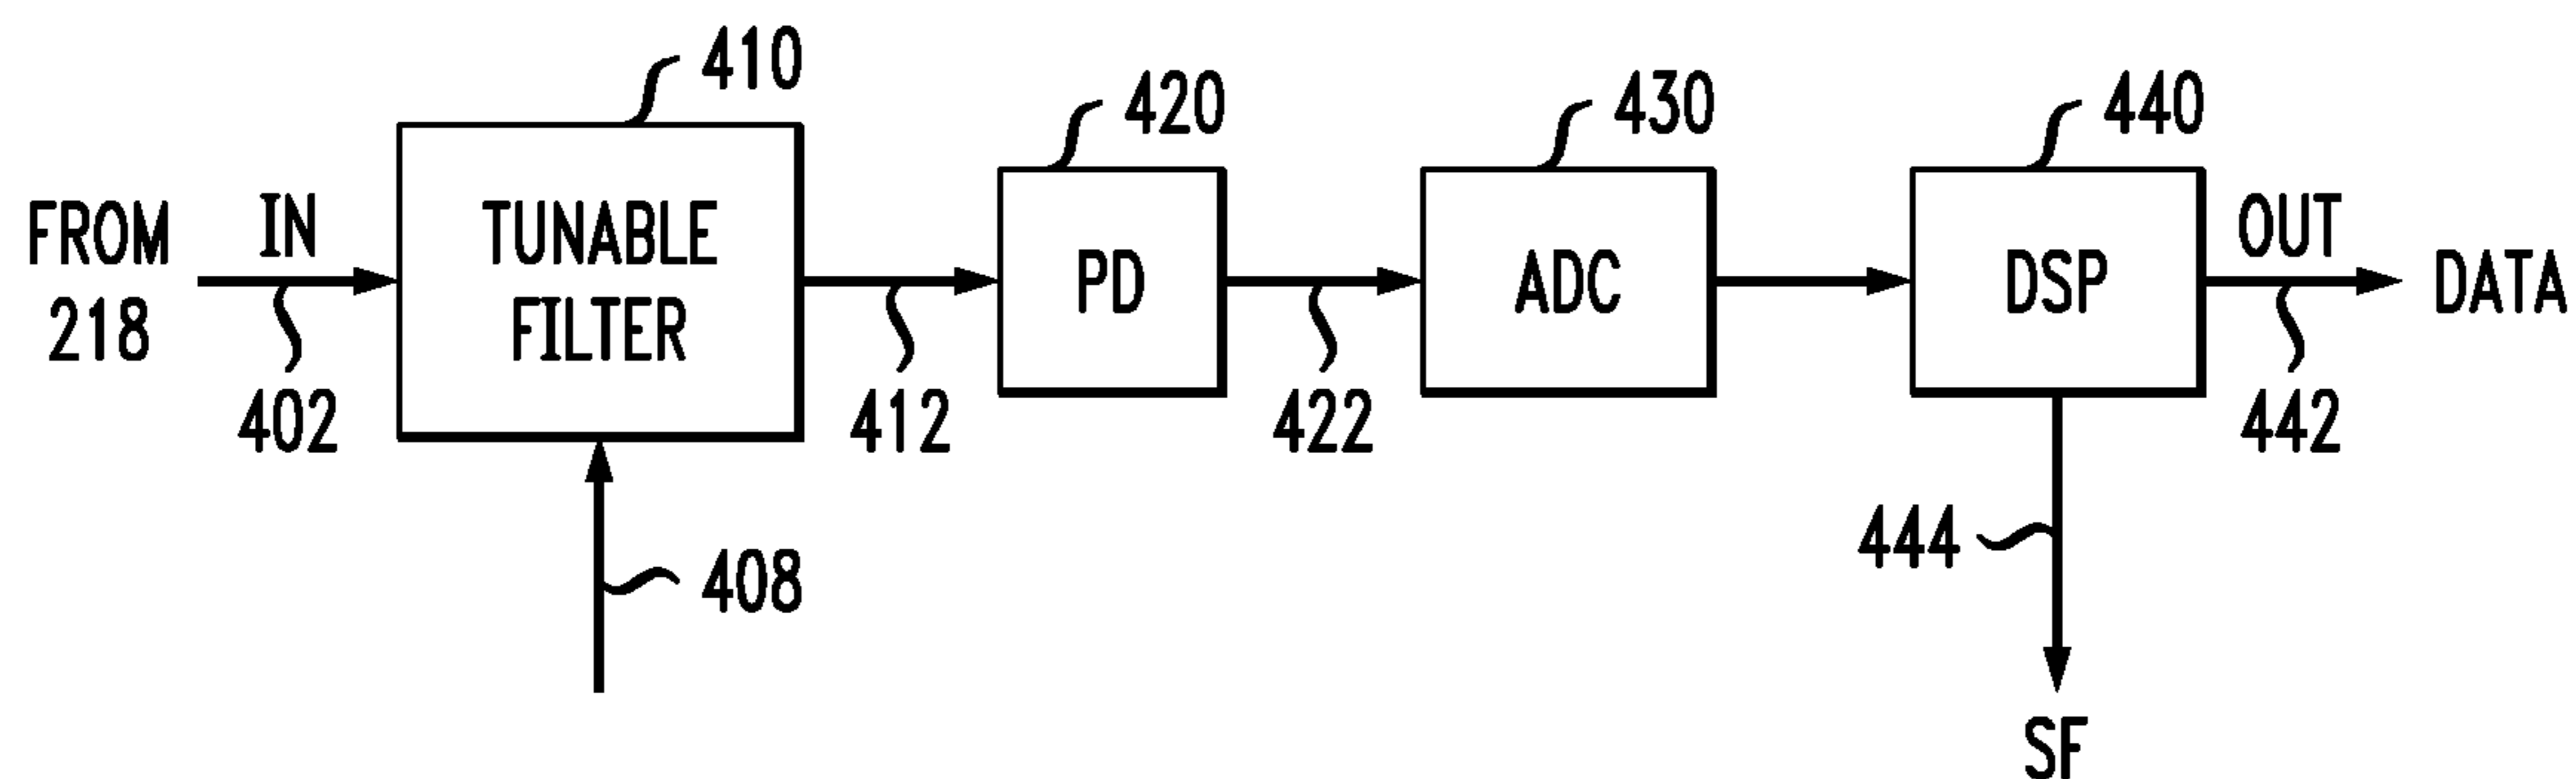 410
420
430
440
FROM
218
IN
402
TUNABLE
FILTER
412
PD
422
ADC
DSP
OUT
442
DATA
408
444
SF